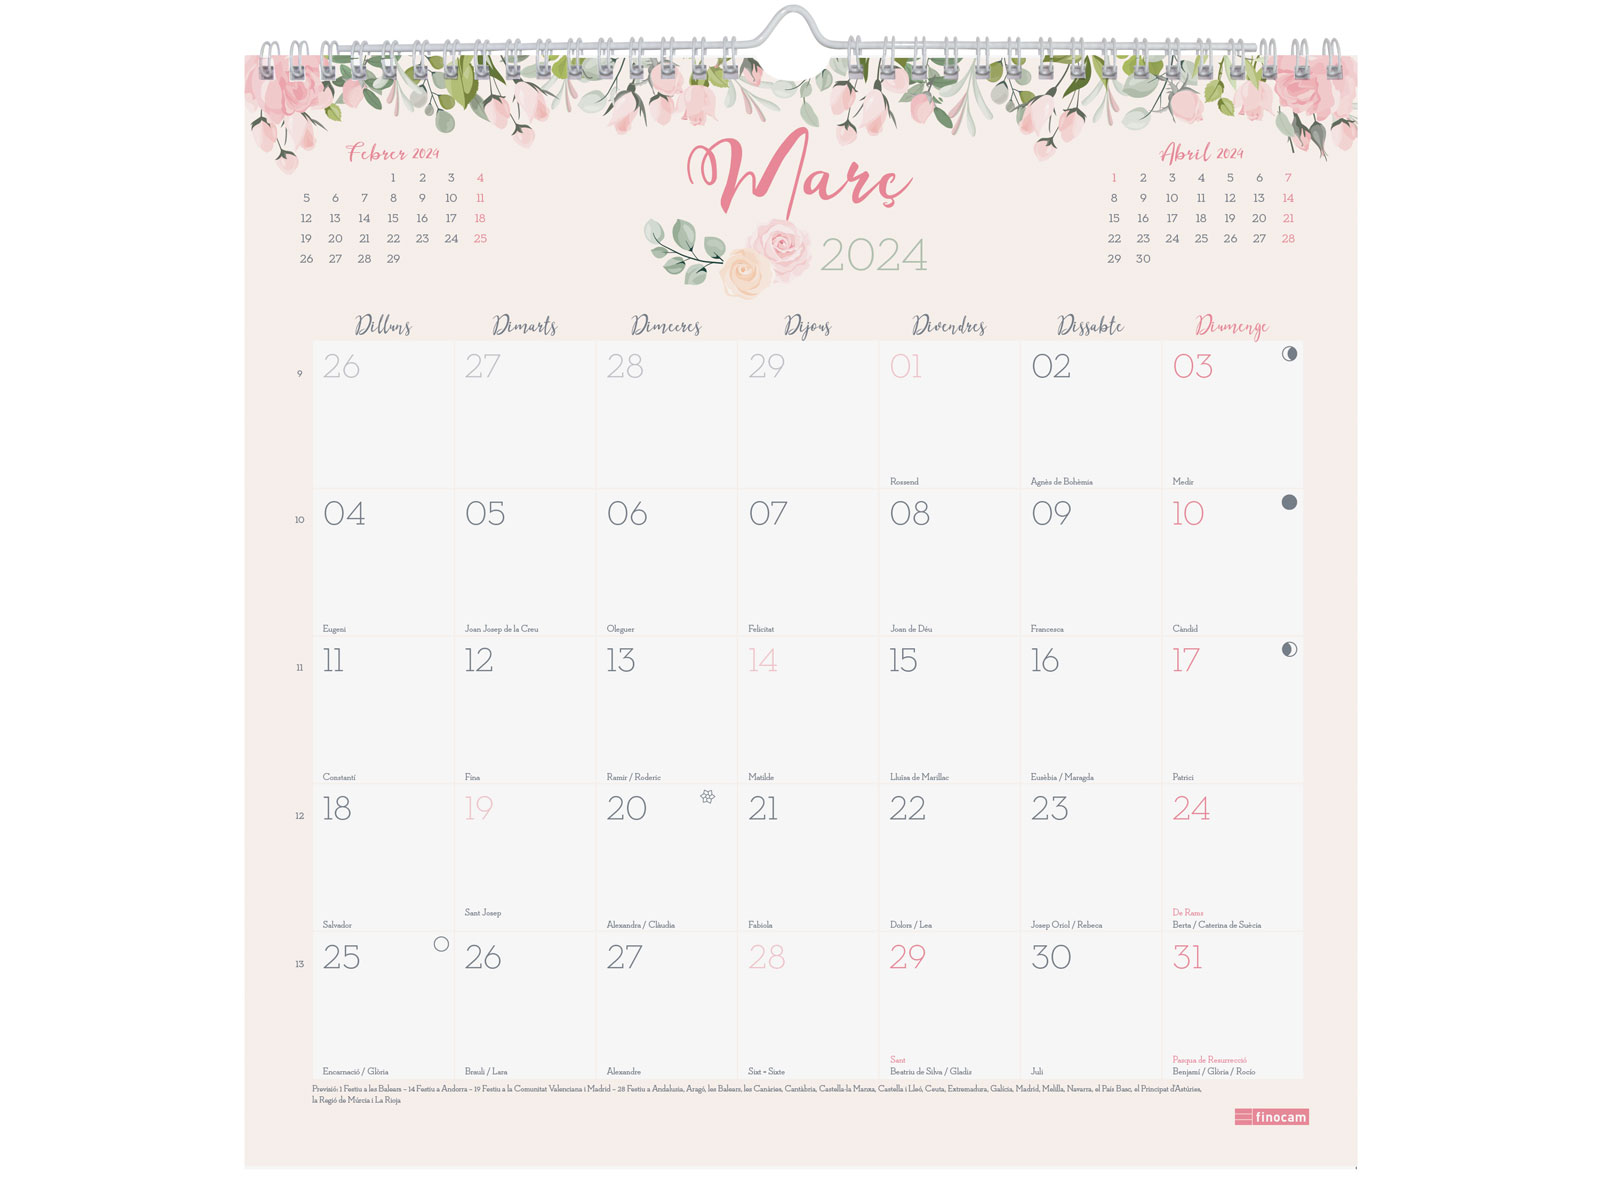 Febrer 2024
1 2 3 4
5 6 7 8 9 10 11
12 13 14 15 16 17 18
19 20 21 22 23 24 25
26 27 28 29
Març
2024
Abril 2024
1 2 3 4 5 6 7
8 9 10 11 12 13 14
15 16 17 18 19 20 21
22 23 24 25 26 27 28
29 30
Dilluns Dimarts Dimecres Dijous Divendres Dissabte Diumenge
9 26 27 28 29 01 02 03
Rossend Agnès de Bohèmia Medir
10 04 05 06 07 08 09 10
Eugeni Joan Josep de la Creu Oleguer Felicitat Joan de Déu Francesca Càndid
11 11 12 13 14 15 16 17
Constantí Fina Ramir / Roderic Matilde Lluïsa de Marillac Eusèbia / Maragda Patrici
12 18 19 20 21 22 23 24
Sant Josep De Rams
Salvador Alexandra / Clàudia Fabiola Dolors / Lea Josep Oriol / Rebeca Berta / Caterina de Suècia
13 25 26 27 28 29 30 31
Sant Pasqua de Resurrecció
Encarnació / Glòria Brauli / Lara Alexandre Sixt = Sixte Beatriu de Silva / Gladis Juli Benjamí / Glòria / Rocío
Previsió: 1 Festiu a les Balears – 14 Festiu a Andorra – 19 Festiu a la Comunitat Valenciana i Madrid – 28 Festiu a Andalusia, Aragó, les Balears, les Canàries, Cantàbria, Castella-la Manxa, Castella i Lleó, Ceuta, Extremadura, Galícia, Madrid, Melilla, Navarra, el País Basc, el Principat d'Astúries,
la Regió de Múrcia i La Rioja
finocam